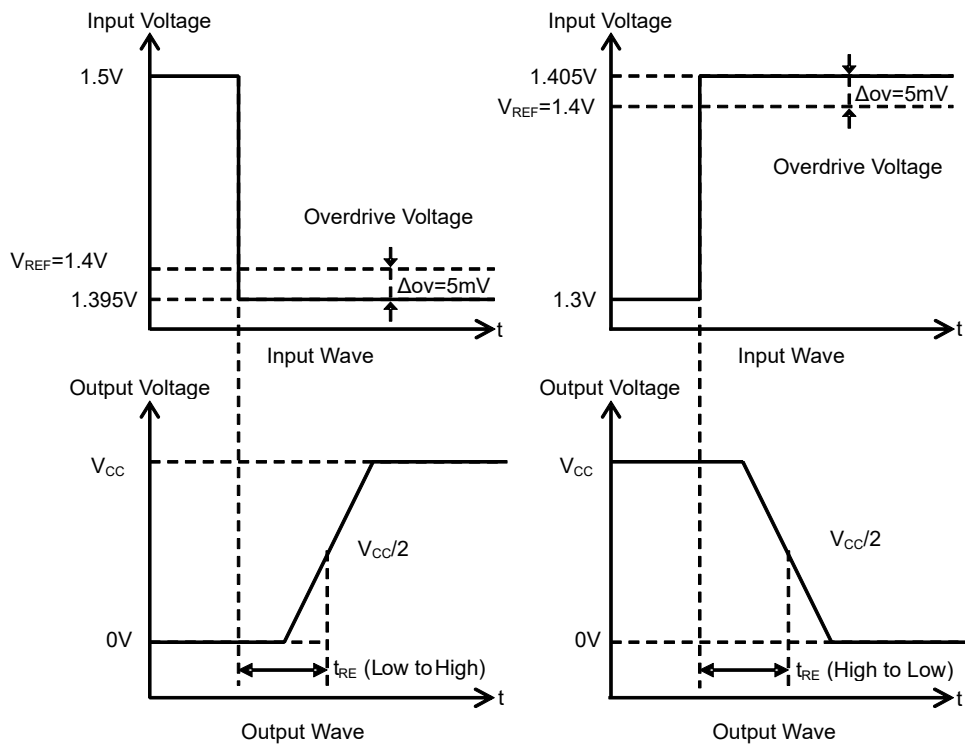 Input Voltage
1.5V
Overdrive Voltage
VREF=1.4V
Δov=5mV
1.395V
t
Input Wave
Input Voltage
1.405V
Δov=5mV
VREF=1.4V
Overdrive Voltage
1.3V
t
Input Wave
Output Voltage
VCC
VCC/2
0V
tRE (Low to High)
t
Output Wave
Output Voltage
VCC
VCC/2
0V
tRE (High to Low)
t
Output Wave